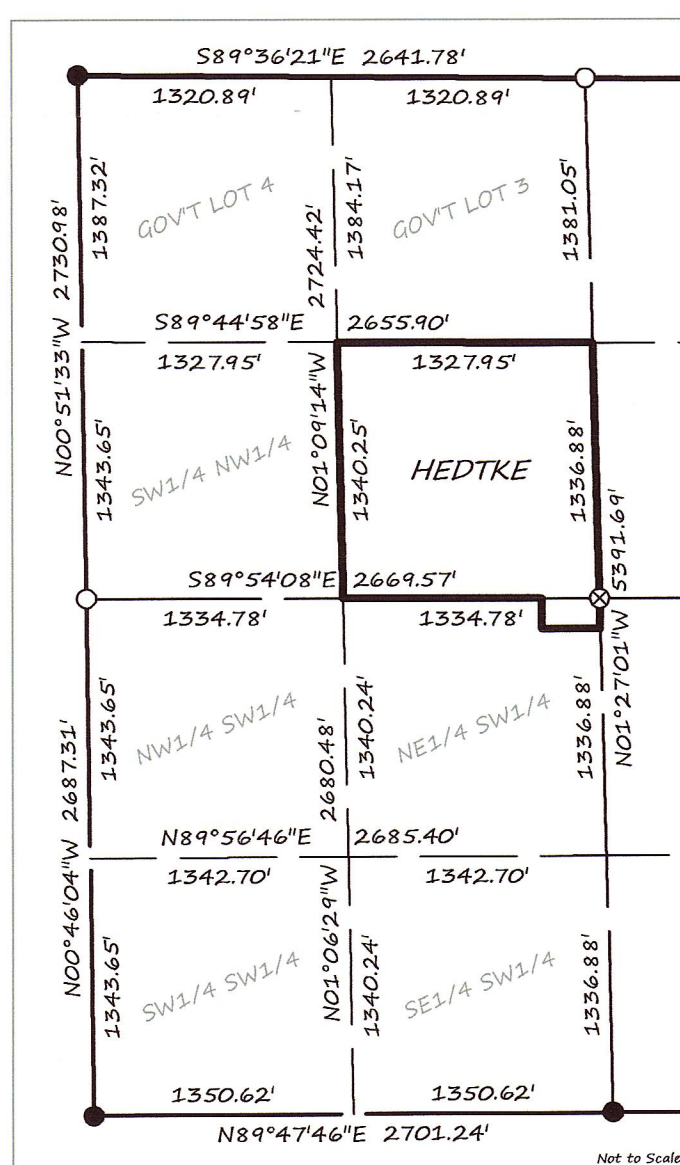 S89°36'21"E 2641.78'
1320.89'
1320.89'
N00°51'33"W 2730.98'
1387.32'
GOV'T LOT 4
2724.42'
1384.17'
GOV'T LOT 3
1381.05'
S89°44'58"E 2655.90'
1327.95'
1327.95'
1343.65'
SW1/4 NW1/4
N01°09'14"W
1340.25'
HEDTKE
1336.88'
S89°54'08"E 2669.57'
1334.78'
1334.78'
N01°27'01"W 5391.69'
N00°46'04"W 2687.31'
1343.65'
NW1/4 SW1/4
2680.48'
1340.24'
NE1/4 SW1/4
1336.88'
N89°56'46"E 2685.40'
1342.70'
1342.70'
1343.65'
SW1/4 SW1/4
N01°06'29"W
1340.24'
SE1/4 SW1/4
1336.88'
1350.62'
1350.62'
N89°47'46"E 2701.24'
Not to Scale